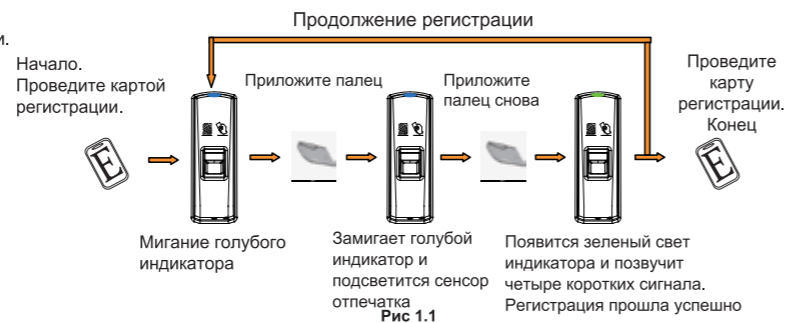 Продолжение регистрации
и.
Начало.
Проведите картой
регистрации.
Приложите палец
Приложите
палец снова
Проведите
карту
регистрации.
Конец
E
E
Мигание голубого
индикатора
Замигает голубой
индикатор и
подсветится сенсор
отпечатка
Появится зеленый свет
индикатора и позвучит
четыре коротких сигнала.
Регистрация прошла успешно
Рис 1.1